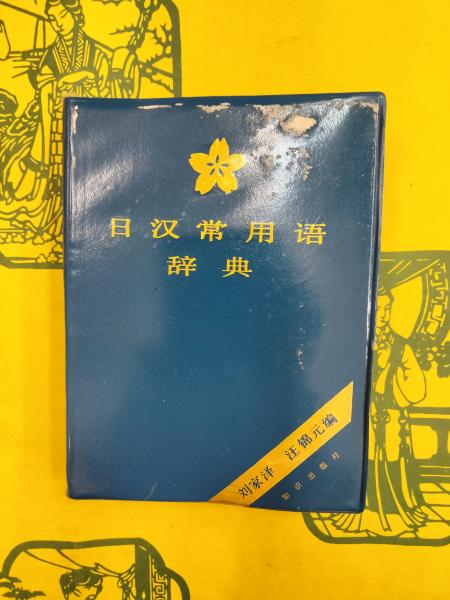 日汉常用语
辞典
刘家泽 汪锦元编
知识出版社